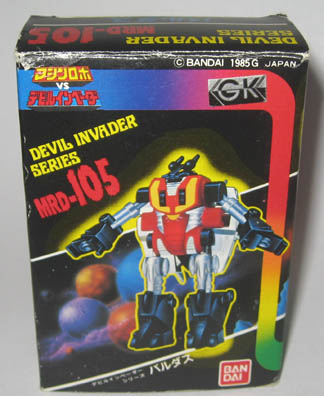 DEVIL INVADER
SERIES
MRD-105
©BANDAI 1985 G JAPAN
マシンロボ
VS
デビルインベーダー
GK
DEVIL INVADER
SERIES
MRD-105
デビルインベーダー
シリーズ
バルダス
BAN
DAI